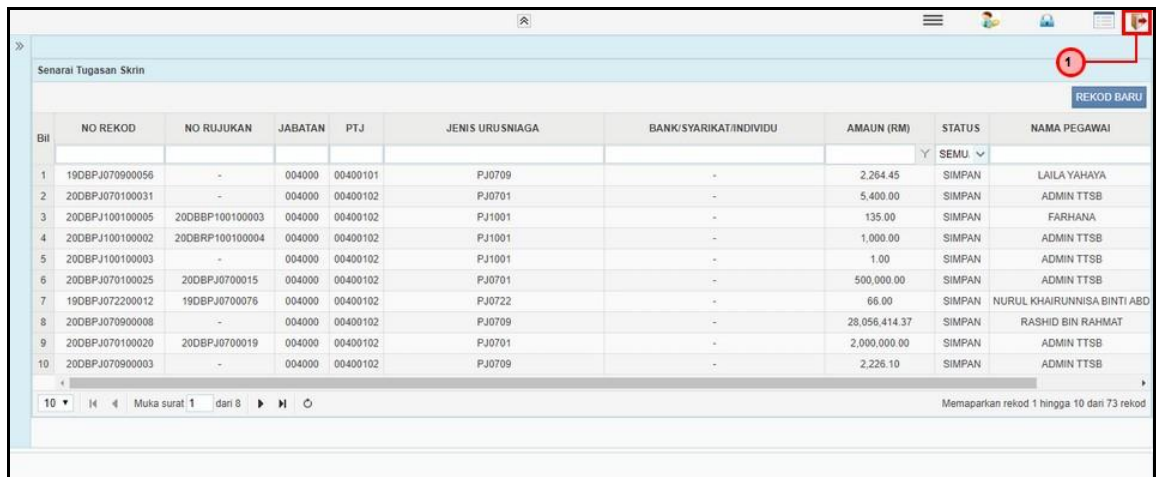 1
Senarai Tugasan Skrin
REKOD BARU
Bil NO REKOD NO RUJUKAN JABATAN PTJ JENIS URUSNIAGA BANK/SYARIKAT/INDIVIDU AMAUN (RM) STATUS NAMA PEGAWAI
SEMU
1 19DBPJ070900056 - 004000 00400101 PJ0709 - 2,264.45 SIMPAN LAILA YAHAYA
2 20DBPJ070100031 - 004000 00400102 PJ0701 - 5,400.00 SIMPAN ADMIN TTSB
3 20DBPJ100100005 20DBBP100100003 004000 00400102 PJ1001 - 135.00 SIMPAN FARHANA
4 20DBPJ100100002 20DBRP100100004 004000 00400102 PJ1001 - 1,000.00 SIMPAN ADMIN TTSB
5 20DBPJ100100003 - 004000 00400102 PJ1001 - 1.00 SIMPAN ADMIN TTSB
6 20DBPJ070100025 20DBPJ0700015 004000 00400102 PJ0701 - 500,000.00 SIMPAN ADMIN TTSB
7 19DBPJ072200012 19DBPJ0700076 004000 00400102 PJ0722 - 66.00 SIMPAN NURUL KHAIRUNNISA BINTI ABD
8 20DBPJ070900008 - 004000 00400102 PJ0709 - 28,056,414.37 SIMPAN RASHID BIN RAHMAT
9 20DBPJ070100020 20DBPJ0700019 004000 00400102 PJ0701 - 2,000,000.00 SIMPAN ADMIN TTSB
10 20DBPJ070900003 - 004000 00400102 PJ0709 - 2,226.10 SIMPAN ADMIN TTSB
10 Muka surat 1 dari 8 Memaparkan rekod 1 hingga 10 dari 73 rekod